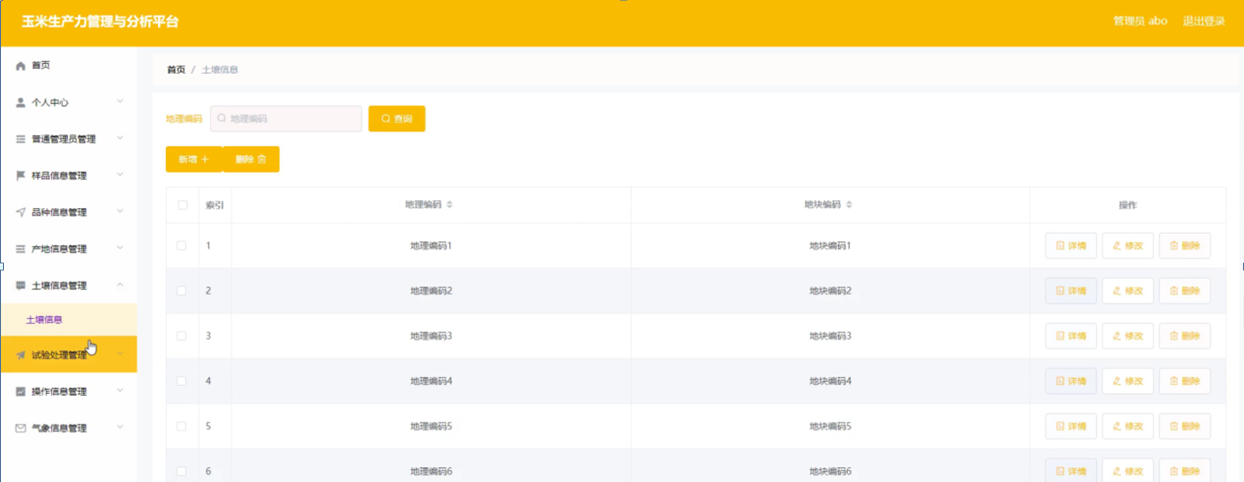 玉米生产力管理与分析平台 管理员 abo 退出登录
首页
个人中心
普通管理员管理
样品信息管理
品种信息管理
产地信息管理
土壤信息管理
土壤信息
试验处理管理
操作信息管理
气象信息管理
首页 / 土壤信息
地理编码 地理编码 查询
新增 删除
索引 地理编码 地块编码 操作
1 地理编码1 地块编码1 详情 修改 删除
2 地理编码2 地块编码2 详情 修改 删除
3 地理编码3 地块编码3 详情 修改 删除
4 地理编码4 地块编码4 详情 修改 删除
5 地理编码5 地块编码5 详情 修改 删除
6 地理编码6 地块编码6 详情 修改 删除